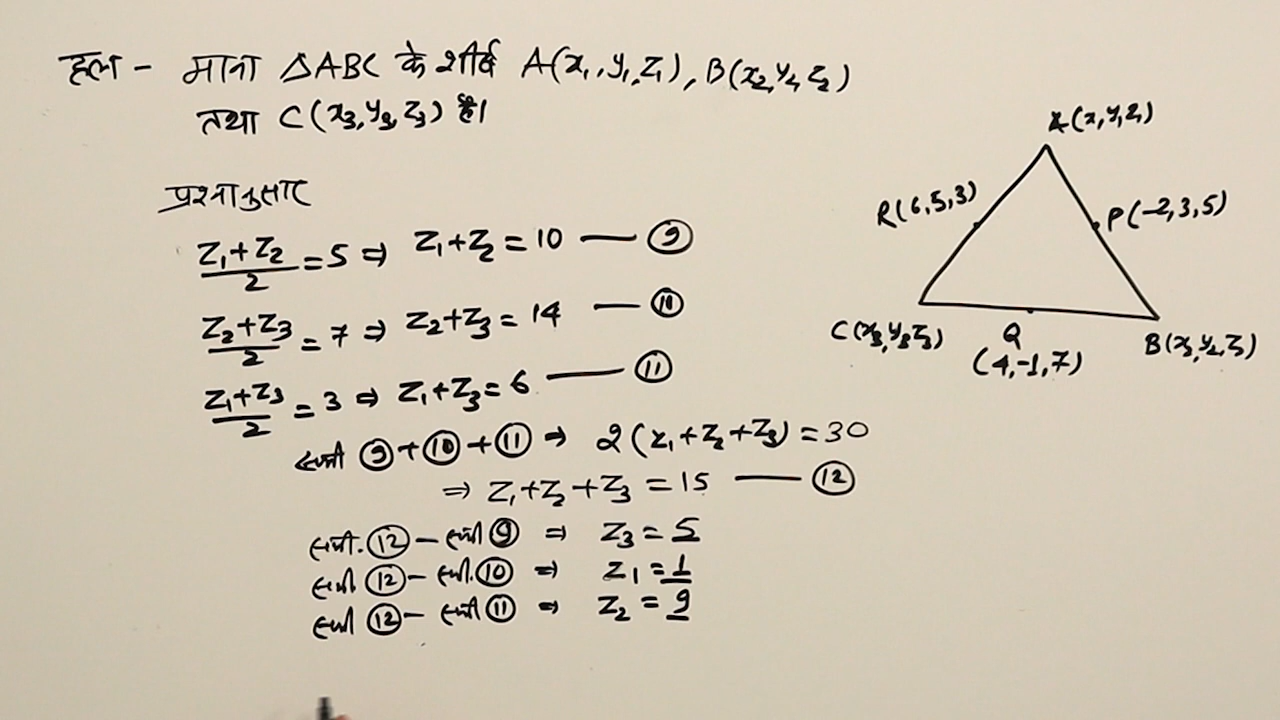 हल - माना △ABC के शीर्ष A(x₁, y₁, z₁), B(x₂, y₂, z₂)
तथा C(x₃, y₃, z₃) है।
प्रश्नानुसार
(z₁+z₂)/2 = 5 ⇒ z₁+z₂ = 10 — ⑨
(z₂+z₃)/2 = 7 ⇒ z₂+z₃ = 14 — ⑩
(z₁+z₃)/2 = 3 ⇒ z₁+z₃ = 6 — ⑪
समी ⑨+⑩+⑪ ⇒ 2(z₁+z₂+z₃) = 30
⇒ z₁+z₂+z₃ = 15 — ⑫
समी. ⑫ - समी ⑨ ⇒ z₃ = 5
समी ⑫ - समी. ⑩ ⇒ z₁ = 1
समी ⑫ - समी ⑪ ⇒ z₂ = 9
A(x, y, z₁)
R(6,5,3)
P(-2,3,5)
C(x₃, y₃, z₃)
Q
(4,-1,7)
B(x₂, y₂, z₂)